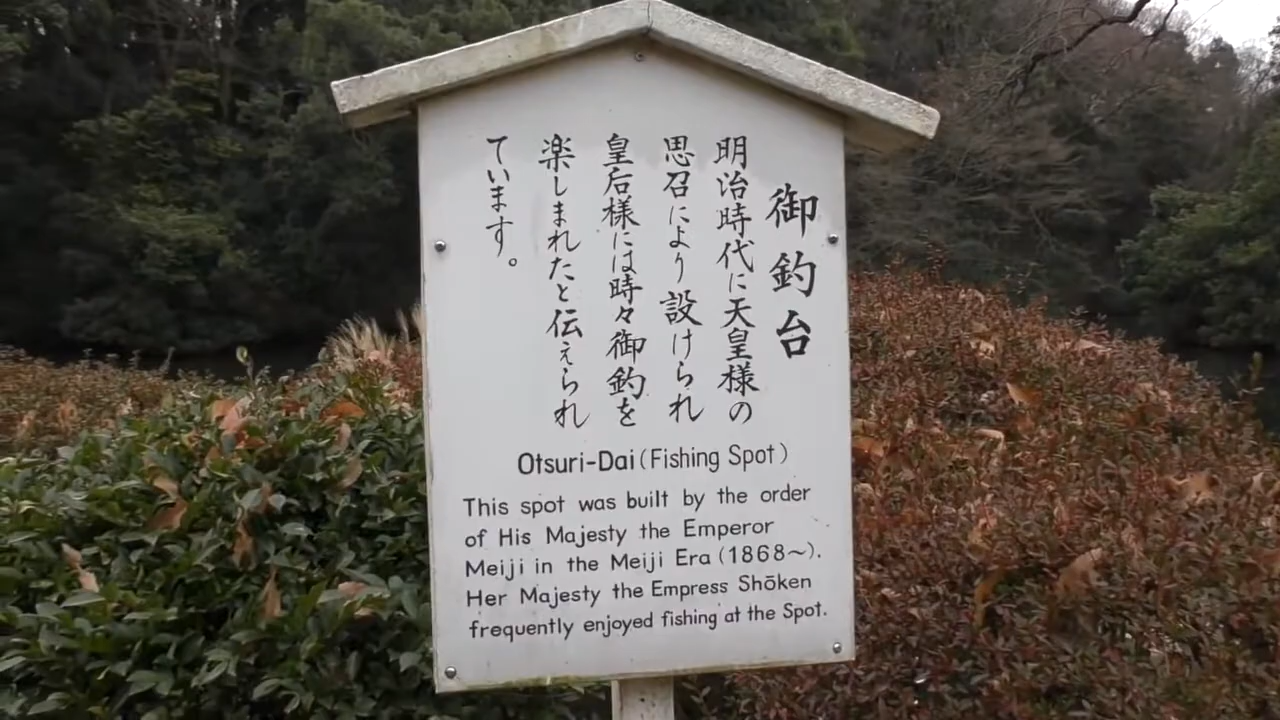 御釣台
明治時代に天皇様の
思召により設けられ
皇后様には時々御釣を
楽しまれたと伝えられ
ています。
Otsuri-Dai(Fishing Spot)
This spot was built by the order
of His Majesty the Emperor
Meiji in the Meiji Era (1868~).
Her Majesty the Empress Shōken
frequently enjoyed fishing at the Spot.